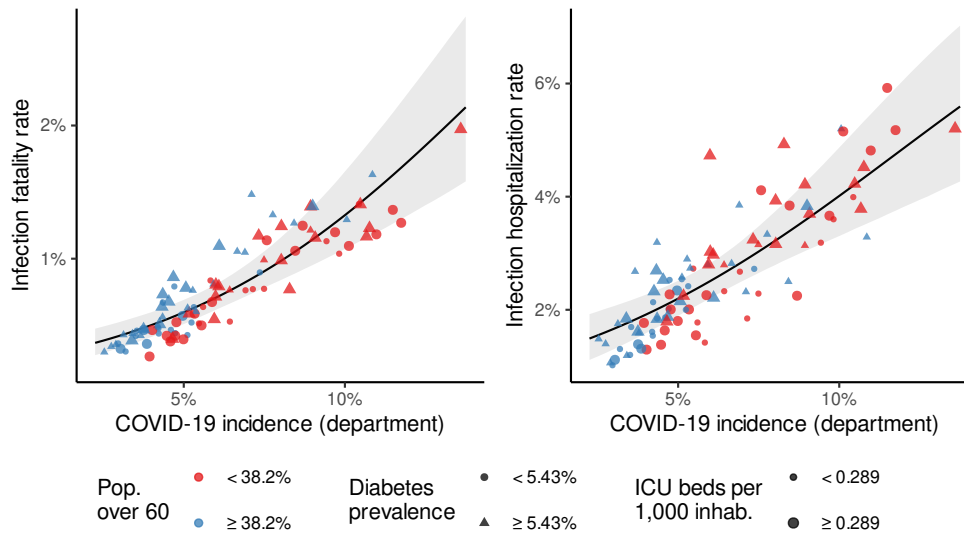 Infection fatality rate
2%
1%
5%
10%
COVID-19 incidence (department)
Infection hospitalization rate
6%
4%
2%
5%
10%
COVID-19 incidence (department)
Pop.
over 60
< 38.2%
≥ 38.2%
Diabetes
prevalence
< 5.43%
≥ 5.43%
ICU beds per
1,000 inhab.
< 0.289
≥ 0.289